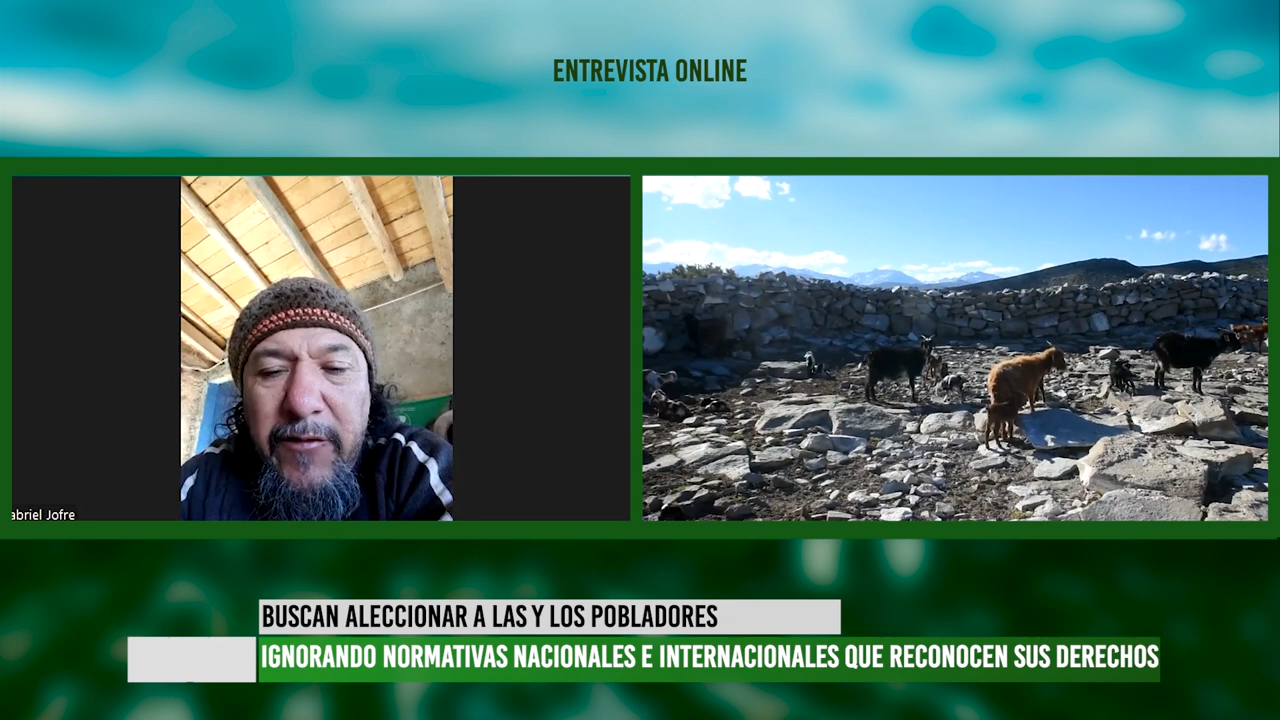 ENTREVISTA ONLINE
abriel Jofre
BUSCAN ALECCIONAR A LAS Y LOS POBLADORES
IGNORANDO NORMATIVAS NACIONALES E INTERNACIONALES QUE RECONOCEN SUS DERECHOS